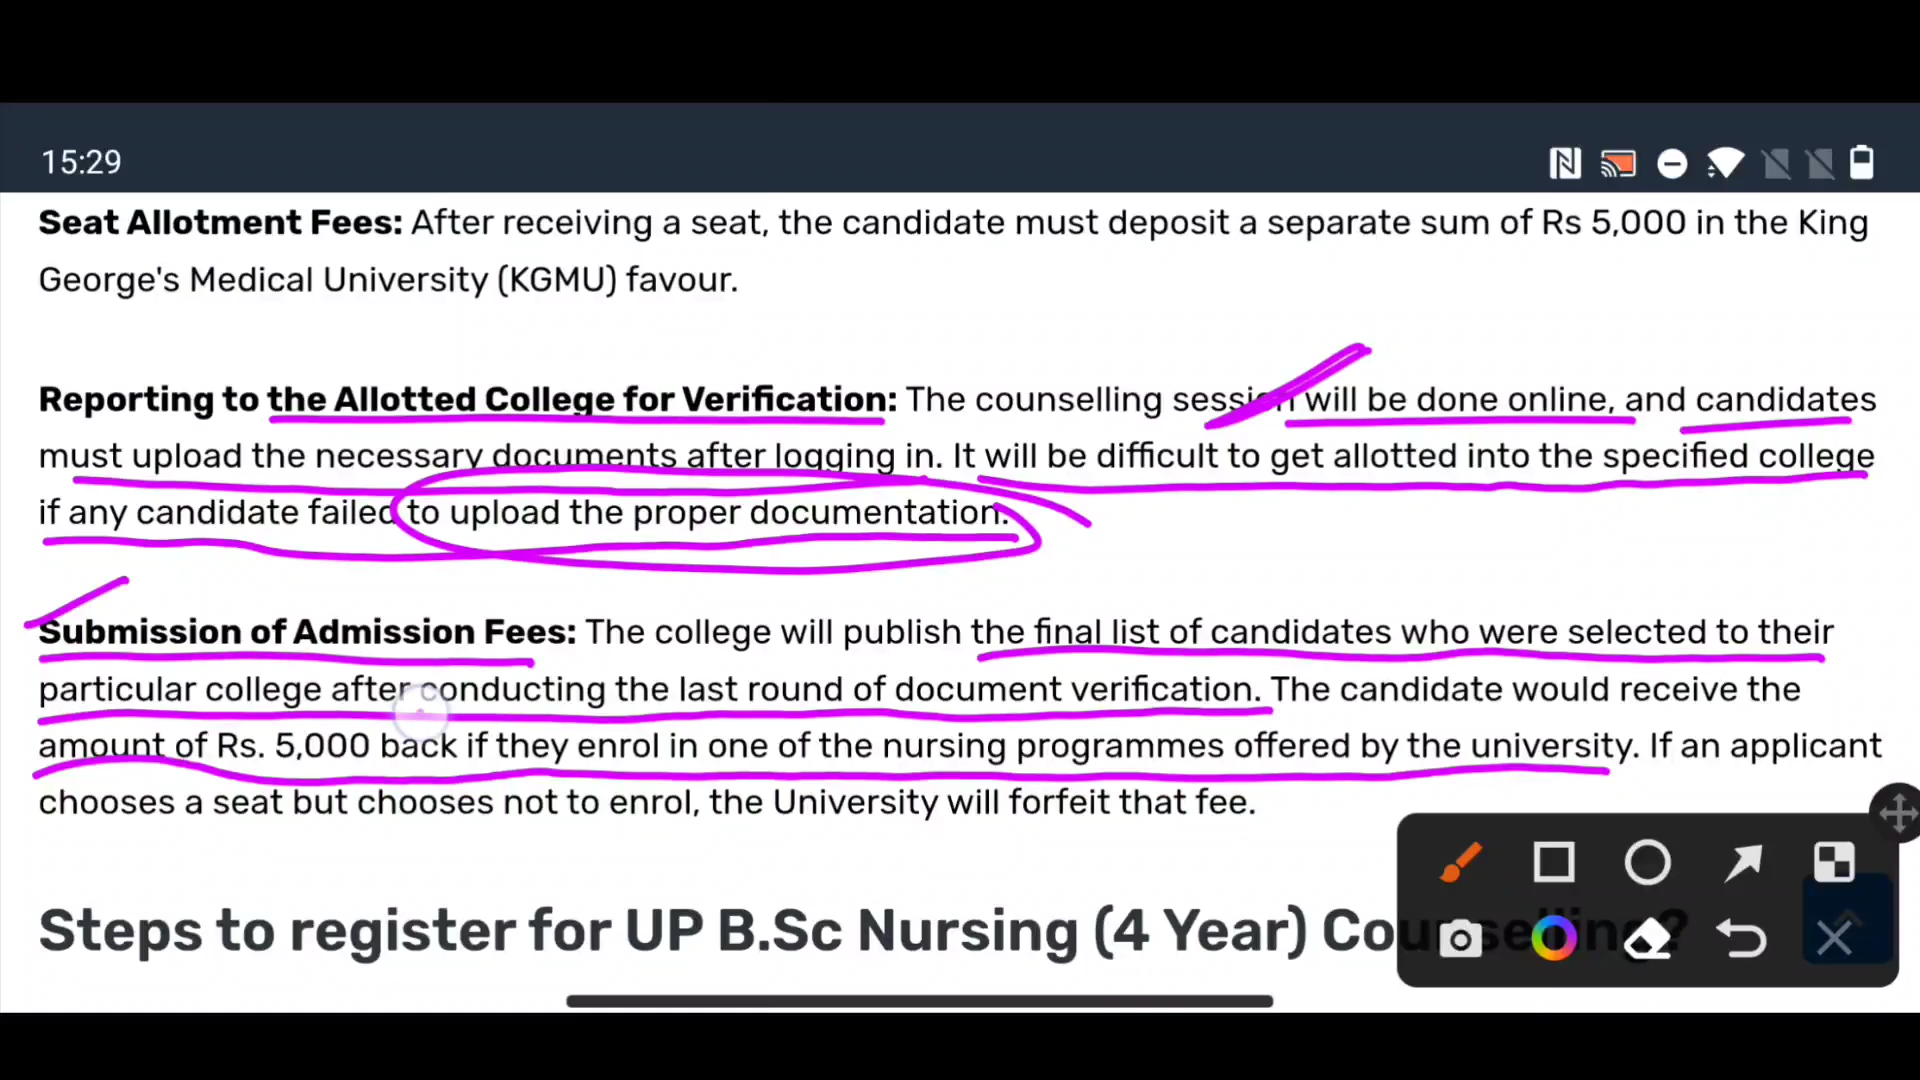 15:29
Seat Allotment Fees: After receiving a seat, the candidate must deposit a separate sum of Rs 5,000 in the King
George's Medical University (KGMU) favour.
Reporting to the Allotted College for Verification: The counselling session will be done online, and candidates
must upload the necessary documents after logging in. It will be difficult to get allotted into the specified college
if any candidate failed to upload the proper documentation.
Submission of Admission Fees: The college will publish the final list of candidates who were selected to their
particular college after conducting the last round of document verification. The candidate would receive the
amount of Rs. 5,000 back if they enrol in one of the nursing programmes offered by the university. If an applicant
chooses a seat but chooses not to enrol, the University will forfeit that fee.
Steps to register for UP B.Sc Nursing (4 Year) Counselling?